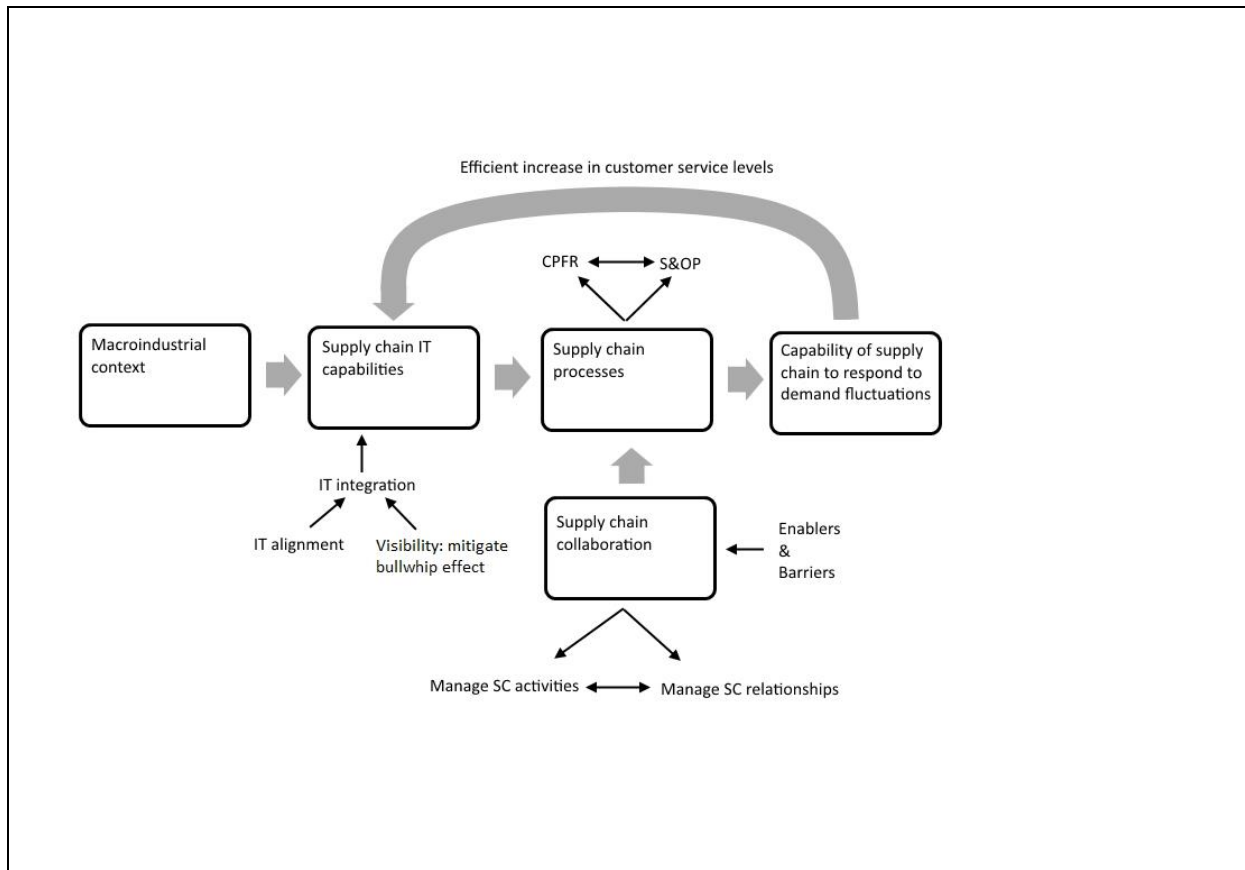 Efficient increase in customer service levels
CPFR
S&OP
Macroindustrial
context
Supply chain IT
capabilities
Supply chain
processes
Capability of supply
chain to respond to
demand fluctuations
IT integration
IT alignment
Visibility: mitigate
bullwhip effect
Supply chain
collaboration
Enablers
&
Barriers
Manage SC activities
Manage SC relationships